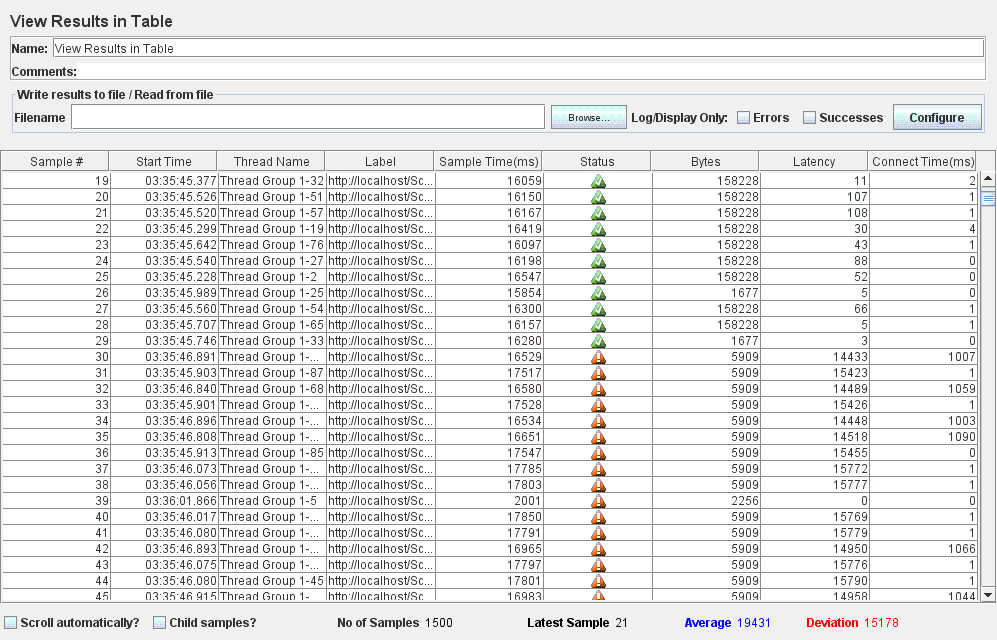 View Results in Table
Name: View Results in Table
Comments:
Write results to file / Read from file
Filename Browse... Log/Display Only: Errors Successes Configure
Sample # Start Time Thread Name Label Sample Time(ms) Status Bytes Latency Connect Time(ms)
19 03:35:45.377 Thread Group 1-32 http://localhost/Sc... 16059 158228 11 2
20 03:35:45.526 Thread Group 1-51 http://localhost/Sc... 16150 158228 107 1
21 03:35:45.520 Thread Group 1-57 http://localhost/Sc... 16167 158228 108 1
22 03:35:45.299 Thread Group 1-19 http://localhost/Sc... 16419 158228 30 4
23 03:35:45.642 Thread Group 1-76 http://localhost/Sc... 16097 158228 43 1
24 03:35:45.540 Thread Group 1-27 http://localhost/Sc... 16198 158228 88 0
25 03:35:45.228 Thread Group 1-2 http://localhost/Sc... 16547 158228 52 0
26 03:35:45.989 Thread Group 1-25 http://localhost/Sc... 15854 1677 5 0
27 03:35:45.560 Thread Group 1-54 http://localhost/Sc... 16300 158228 66 1
28 03:35:45.707 Thread Group 1-65 http://localhost/Sc... 16157 158228 5 1
29 03:35:45.746 Thread Group 1-33 http://localhost/Sc... 16280 1677 3 0
30 03:35:46.891 Thread Group 1-... http://localhost/Sc... 16529 5909 14433 1007
31 03:35:45.903 Thread Group 1-87 http://localhost/Sc... 17517 5909 15423 1
32 03:35:46.840 Thread Group 1-68 http://localhost/Sc... 16580 5909 14489 1059
33 03:35:45.901 Thread Group 1-... http://localhost/Sc... 17528 5909 15426 1
34 03:35:46.896 Thread Group 1-... http://localhost/Sc... 16534 5909 14448 1003
35 03:35:46.808 Thread Group 1-... http://localhost/Sc... 16651 5909 14518 1090
36 03:35:45.913 Thread Group 1-85 http://localhost/Sc... 17547 5909 15455 0
37 03:35:46.073 Thread Group 1-... http://localhost/Sc... 17785 5909 15772 1
38 03:35:46.056 Thread Group 1-... http://localhost/Sc... 17803 5909 15777 1
39 03:36:01.866 Thread Group 1-5 http://localhost/Sc... 2001 2256 0 0
40 03:35:46.017 Thread Group 1-... http://localhost/Sc... 17850 5909 15769 1
41 03:35:46.080 Thread Group 1-... http://localhost/Sc... 17791 5909 15779 1
42 03:35:46.893 Thread Group 1-... http://localhost/Sc... 16965 5909 14950 1066
43 03:35:46.075 Thread Group 1-... http://localhost/Sc... 17797 5909 15776 1
44 03:35:46.080 Thread Group 1-45 http://localhost/Sc... 17801 5909 15790 1
45 03:35:46.915 Thread Group 1- http://localhost/Sc... 16983 5909 14958 1044
Scroll automatically? Child samples? No of Samples 1500 Latest Sample 21 Average 19431 Deviation 15178